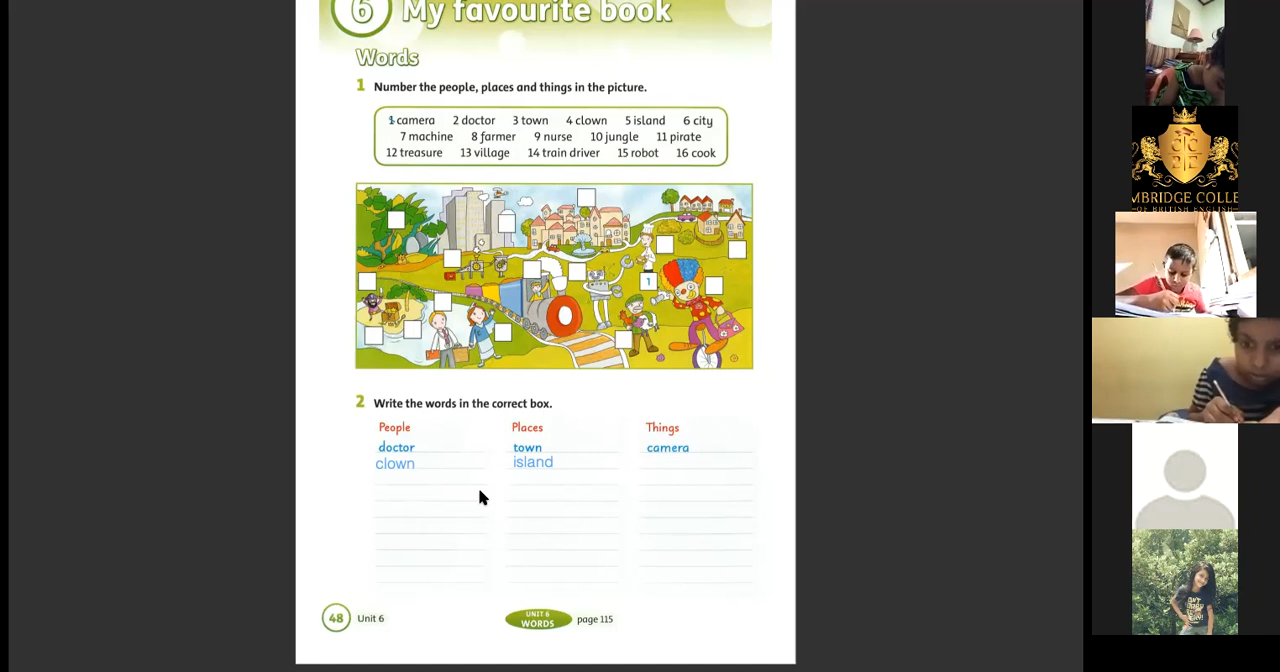 6 My favourite book
Words
1 Number the people, places and things in the picture.
1 camera 2 doctor 3 town 4 clown 5 island 6 city
7 machine 8 farmer 9 nurse 10 jungle 11 pirate
12 treasure 13 village 14 train driver 15 robot 16 cook
1
2 Write the words in the correct box.
People Places Things
doctor town camera
clown island
48 Unit 6
UNIT 6
WORDS
page 115
MBRIDGE COLLE
OF BRITISH ENGLISH